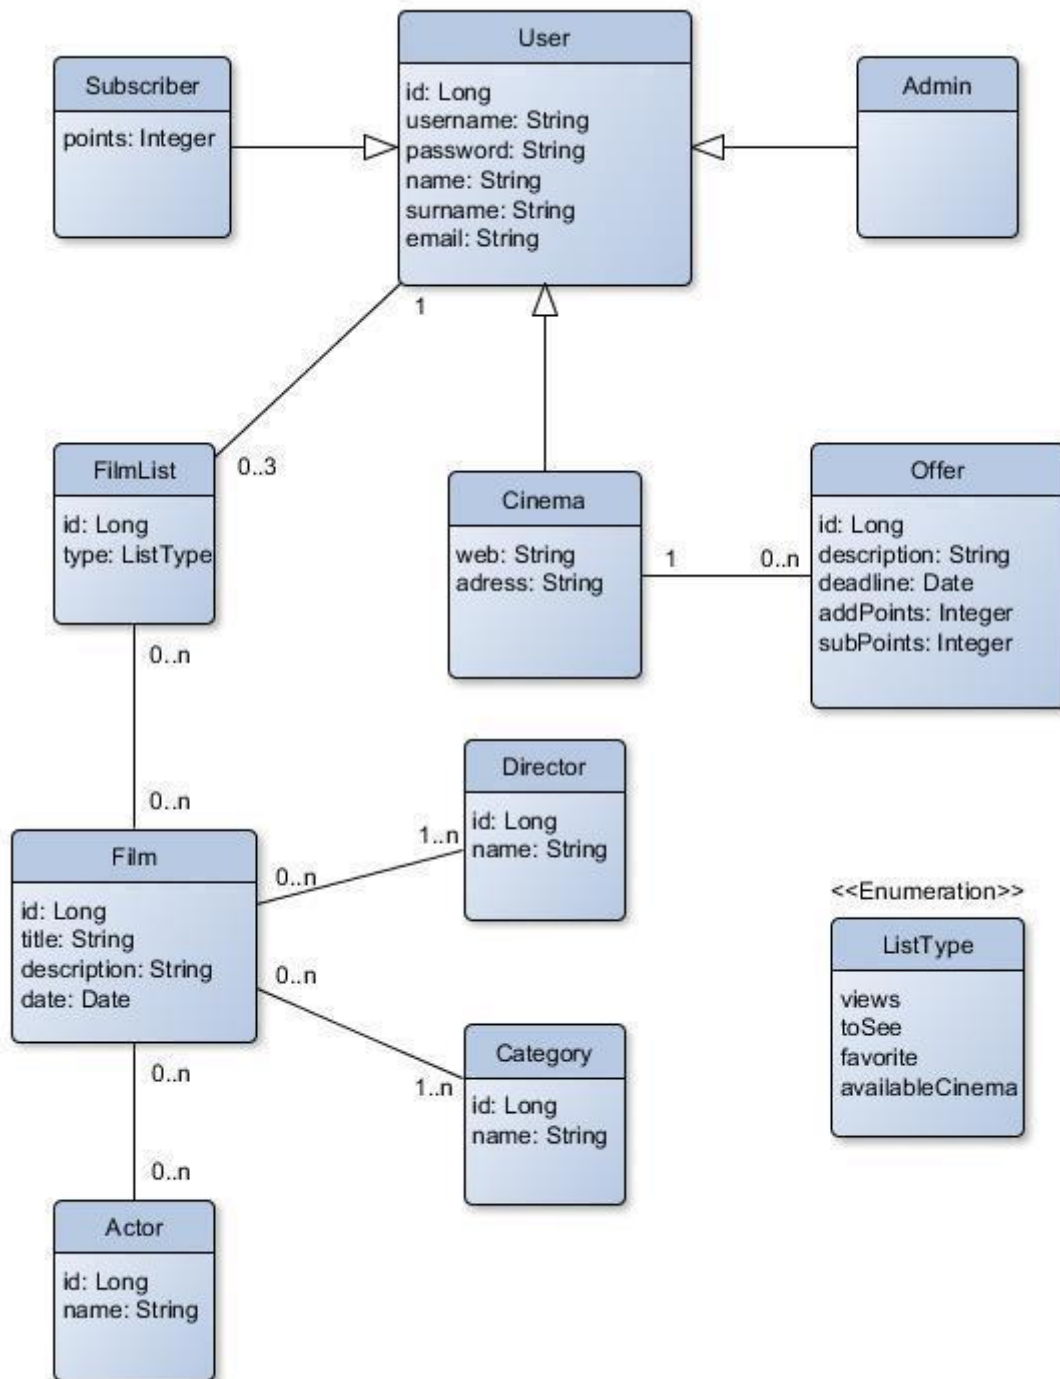 User
id: Long
username: String
password: String
name: String
surname: String
email: String
Subscriber
points: Integer
Admin
1
0..3
FilmList
id: Long
type: ListType
Cinema
web: String
adress: String
1
0..n
Offer
id: Long
description: String
deadline: Date
addPoints: Integer
subPoints: Integer
0..n
0..n
Film
id: Long
title: String
description: String
date: Date
0..n
1..n
Director
id: Long
name: String
0..n
1..n
Category
id: Long
name: String
<<Enumeration>>
ListType
views
toSee
favorite
availableCinema
0..n
0..n
Actor
id: Long
name: String